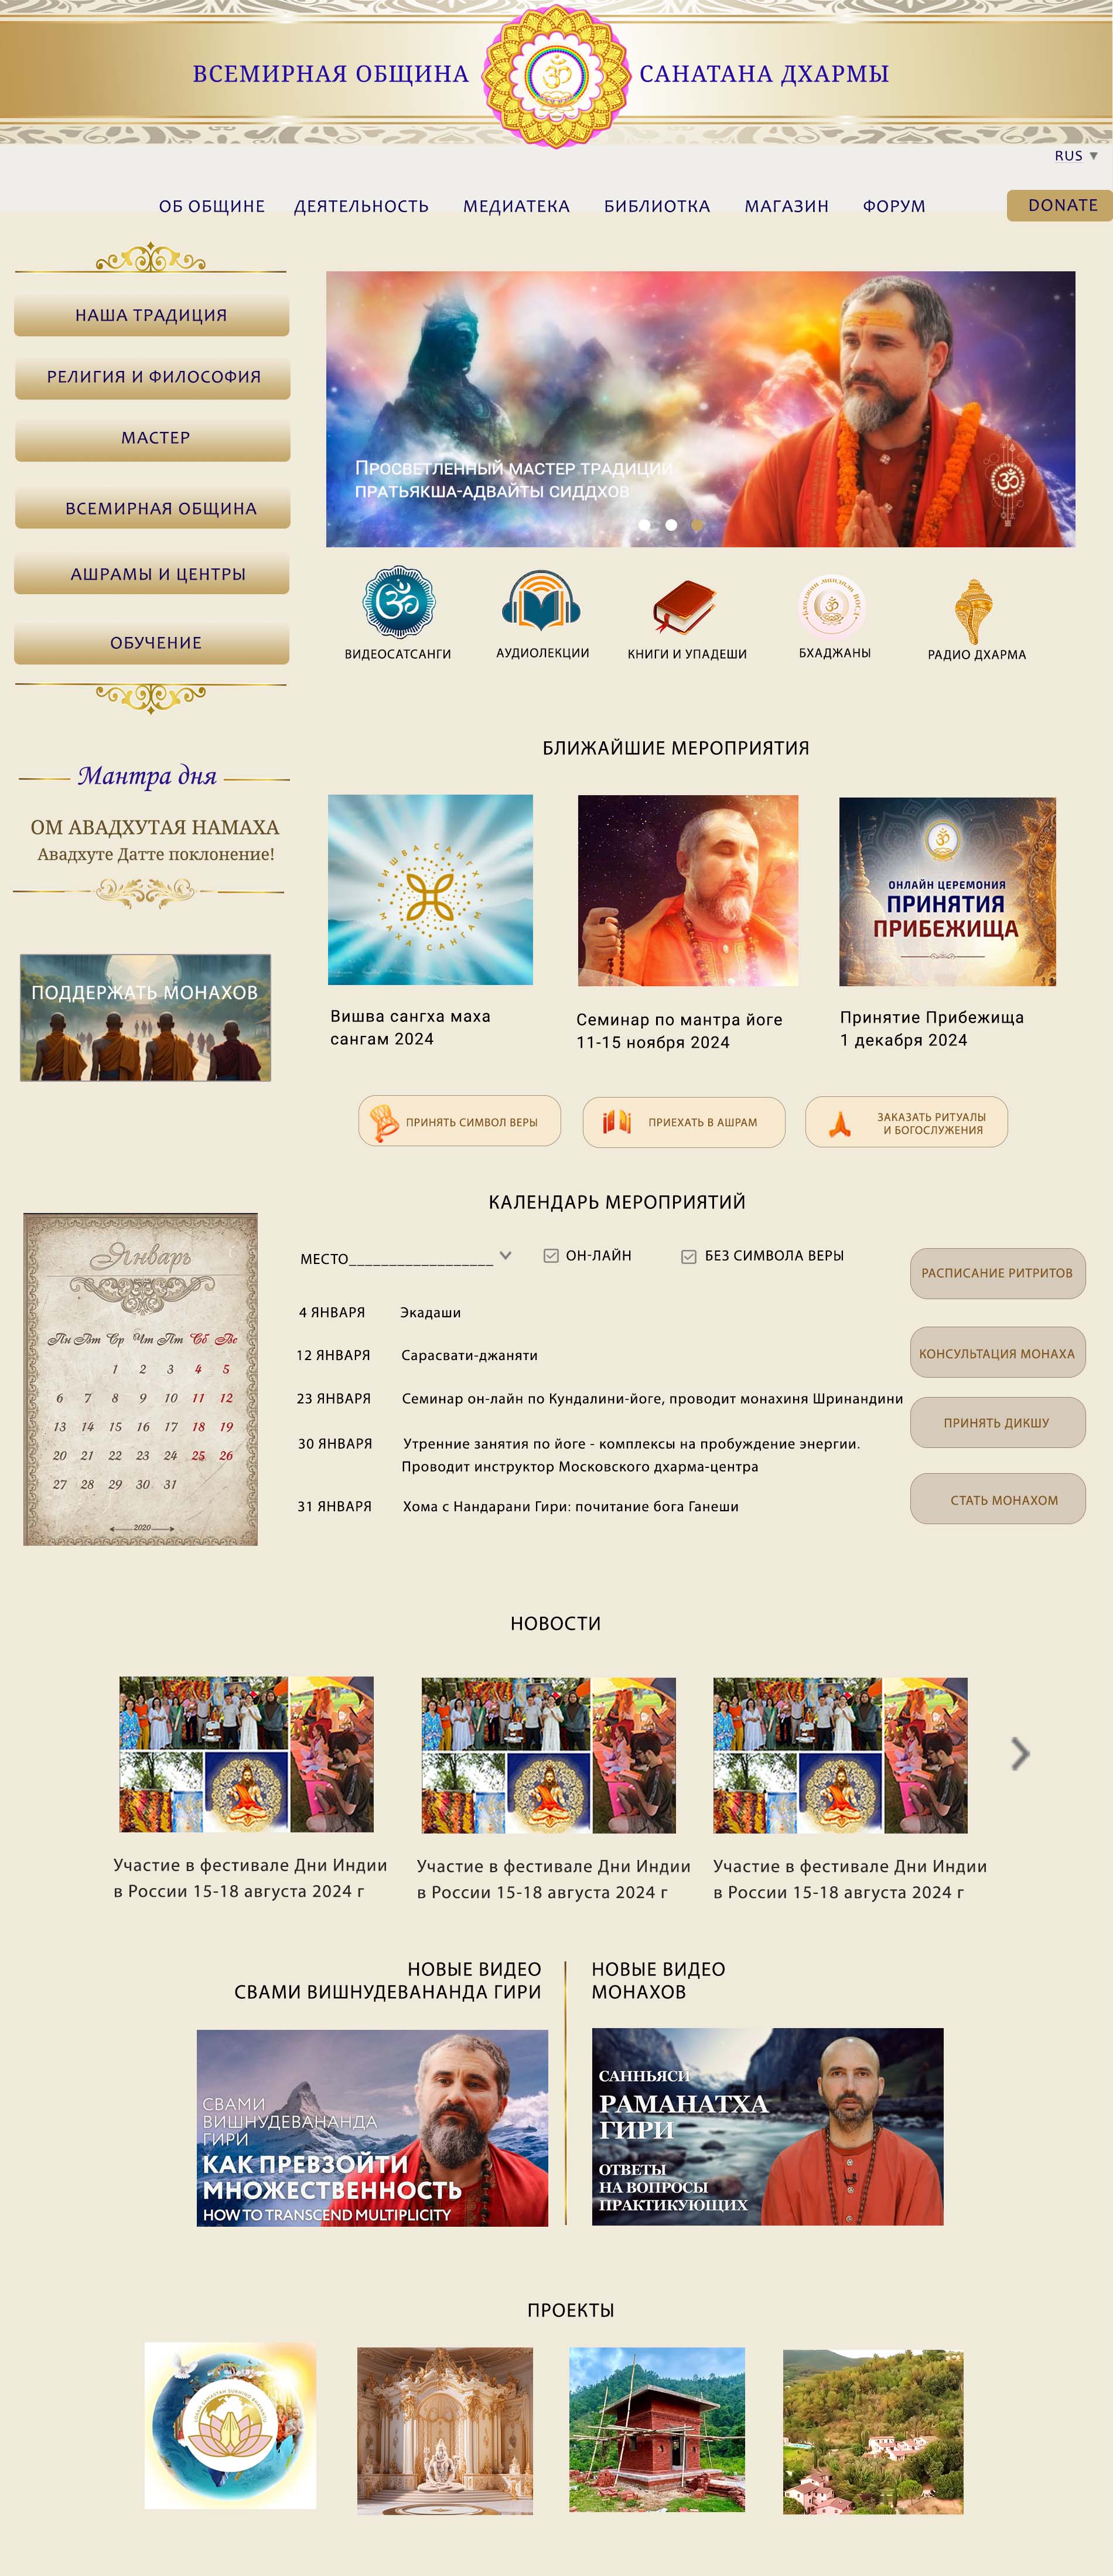 ВСЕМИРНАЯ ОБЩИНА САНАТАНА ДХАРМЫ
RUS
ОБ ОБЩИНЕ ДЕЯТЕЛЬНОСТЬ МЕДИАТЕКА БИБЛИОТКА МАГАЗИН ФОРУМ DONATE
НАША ТРАДИЦИЯ
РЕЛИГИЯ И ФИЛОСОФИЯ
МАСТЕР
ВСЕМИРНАЯ ОБЩИНА
АШРАМЫ И ЦЕНТРЫ
ОБУЧЕНИЕ
ПРОСВЕТЛЕННЫЙ МАСТЕР ТРАДИЦИИ
ПРАТЬЯКША-АДВАЙТЫ СИДДХОВ
ВИДЕОСАТСАНГИ АУДИОЛЕКЦИИ КНИГИ И УПАДЕШИ БХАДЖАНЫ РАДИО ДХАРМА
Мантра дня
ОМ АВАДХУТАЯ НАМАХА
Авадхуте Датте поклонение!
ПОДДЕРЖАТЬ МОНАХОВ
БЛИЖАЙШИЕ МЕРОПРИЯТИЯ
ВИШВА САНГХА
МАХА САНГАМ
ОНЛАЙН ЦЕРЕМОНИЯ
ПРИНЯТИЯ
ПРИБЕЖИЩА
Вишва сангха маха
сангам 2024
Семинар по мантра йоге
11-15 ноября 2024
Принятие Прибежища
1 декабря 2024
ПРИНЯТЬ СИМВОЛ ВЕРЫ
ПРИЕХАТЬ В АШРАМ
ЗАКАЗАТЬ РИТУАЛЫ
И БОГОСЛУЖЕНИЯ
КАЛЕНДАРЬ МЕРОПРИЯТИЙ
Январь
Пн Вт Ср Чт Пт Сб Вс
1 2 3 4 5
6 7 8 9 10 11 12
13 14 15 16 17 18 19
20 21 22 23 24 25 26
27 28 29 30 31
2020
МЕСТО__________________ ОН-ЛАЙН БЕЗ СИМВОЛА ВЕРЫ
4 ЯНВАРЯ Экадаши
12 ЯНВАРЯ Сарасвати-джаняти
23 ЯНВАРЯ Семинар он-лайн по Кундалини-йоге, проводит монахиня Шринандини
30 ЯНВАРЯ Утренние занятия по йоге - комплексы на пробуждение энергии.
Проводит инструктор Московского дхарма-центра
31 ЯНВАРЯ Хома с Нандарани Гири: почитание бога Ганеши
РАСПИСАНИЕ РИТРИТОВ
КОНСУЛЬТАЦИЯ МОНАХА
ПРИНЯТЬ ДИКШУ
СТАТЬ МОНАХОМ
НОВОСТИ
Участие в фестивале Дни Индии
в России 15-18 августа 2024 г
Участие в фестивале Дни Индии
в России 15-18 августа 2024 г
Участие в фестивале Дни Индии
в России 15-18 августа 2024 г
НОВЫЕ ВИДЕО
СВАМИ ВИШНУДЕВАНАНДА ГИРИ
СВАМИ
ВИШНУДЕВАНАНДА
ГИРИ
КАК ПРЕВЗОЙТИ
МНОЖЕСТВЕННОСТЬ
HOW TO TRANSCEND MULTIPLICITY
НОВЫЕ ВИДЕО
МОНАХОВ
САННЬЯСИ
РАМАНАТХА
ГИРИ
ОТВЕТЫ
НА ВОПРОСЫ
ПРАКТИКУЮЩИХ
ПРОЕКТЫ